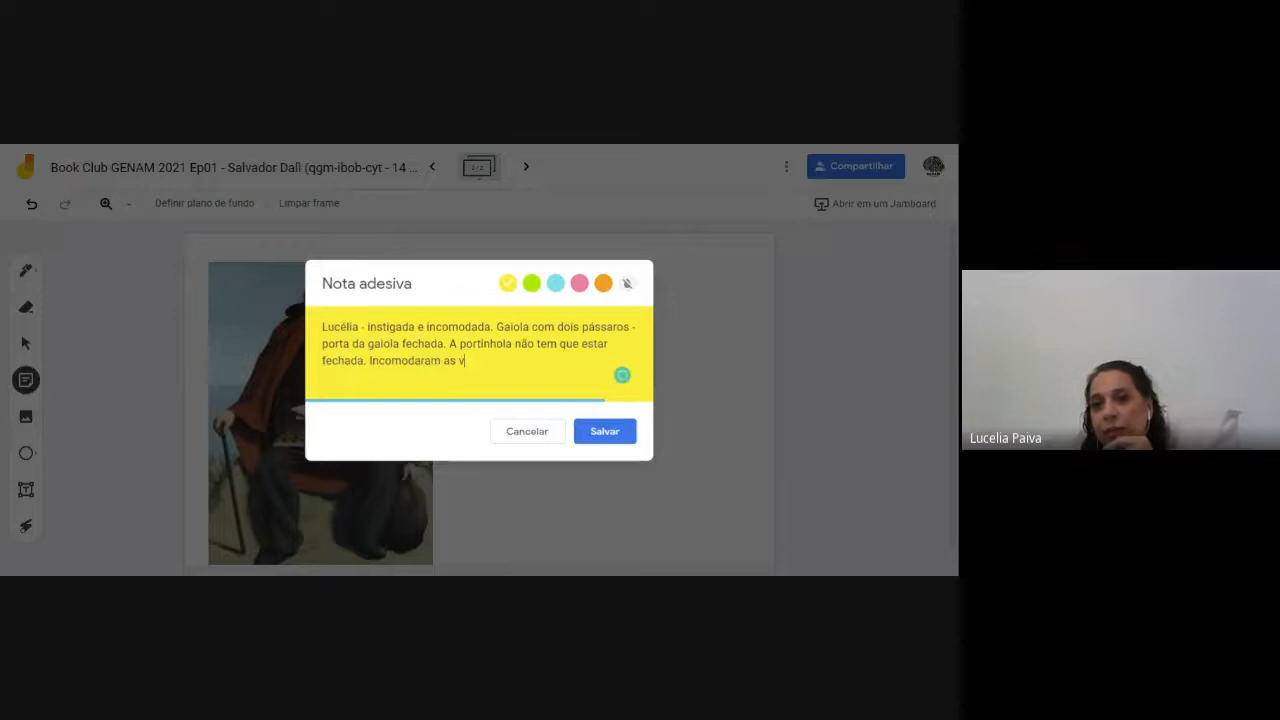 Book Club GENAM 2021 Ep01 - Salvador Dalí (qgm-ibob-cyt - 14 ...
2/2
Compartilhar
Definir plano de fundo
Limpar frame
Abrir em um Jamboard
Nota adesiva
Lucélia - instigada e incomodada. Gaiola com dois pássaros -
porta da gaiola fechada. A portinhola não tem que estar
fechada. Incomodaram as v
Cancelar
Salvar
Lucelia Paiva